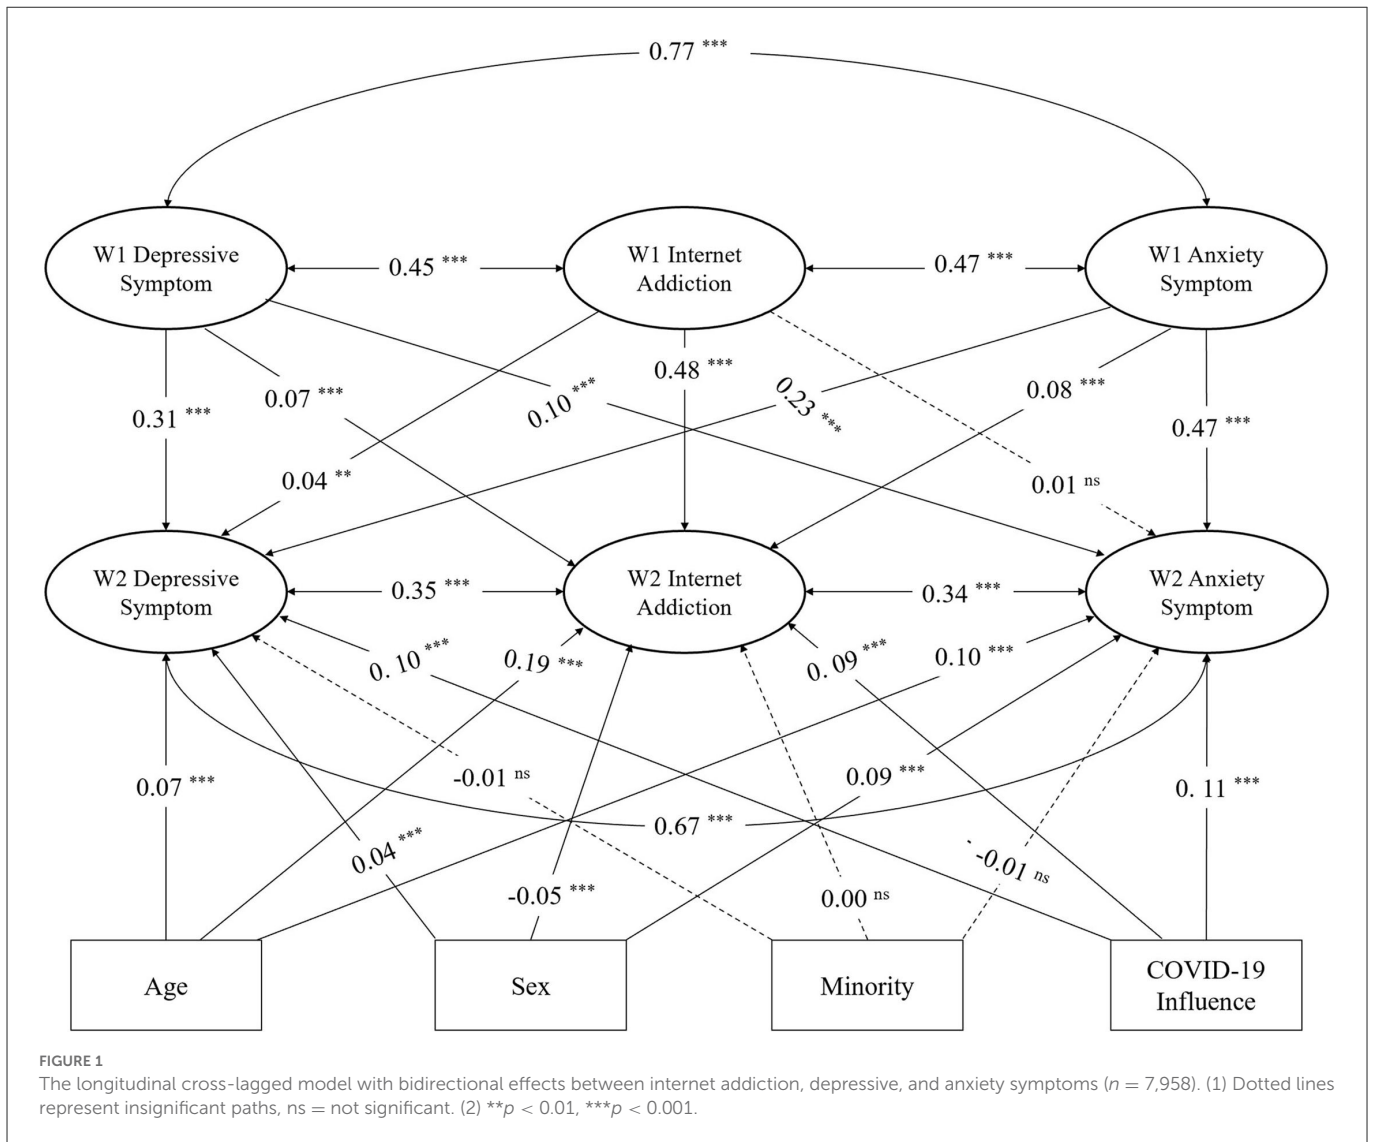 0.77 ***
W1 Depressive
Symptom
0.45 ***
W1 Internet
Addiction
0.47 ***
W1 Anxiety
Symptom
0.31 ***
0.07 ***
0.04 **
0.10 ***
0.48 ***
0.23 ***
0.08 ***
0.01 ns
0.47 ***
W2 Depressive
Symptom
0.35 ***
W2 Internet
Addiction
0.34 ***
W2 Anxiety
Symptom
0. 10 ***
0.19 ***
0. 09 ***
0.10 ***
0.07 ***
-0.01 ns
0.67 ***
0.09 ***
0. 11 ***
0.04 ***
-0.05 ***
0.00 ns
-0.01 ns
Age
Sex
Minority
COVID-19
Influence
FIGURE 1
The longitudinal cross-lagged model with bidirectional effects between internet addiction, depressive, and anxiety symptoms (n = 7,958). (1) Dotted lines
represent insignificant paths, ns = not significant. (2) **p < 0.01, ***p < 0.001.